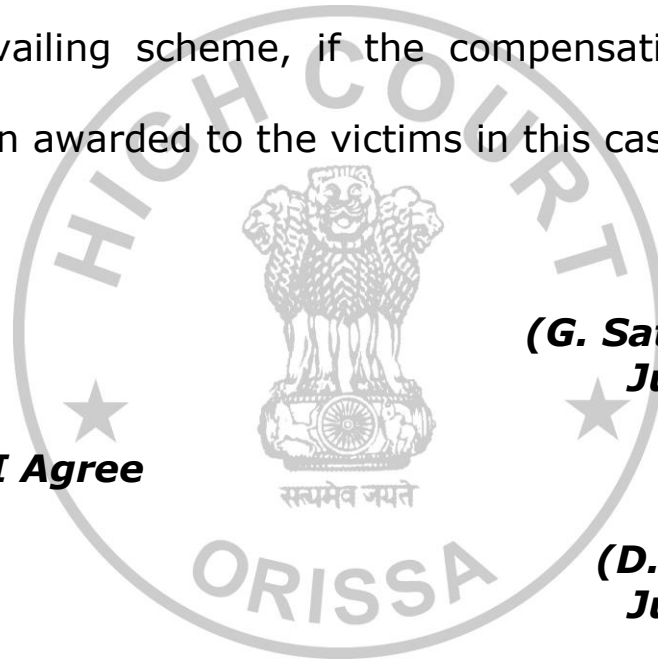 vailing scheme, if the compensati
n awarded to the victims in this cas
HIGH COURT
(G. Sat
Ju
I Agree
सत्यमेव जयते
(D.
Ju
ORISSA